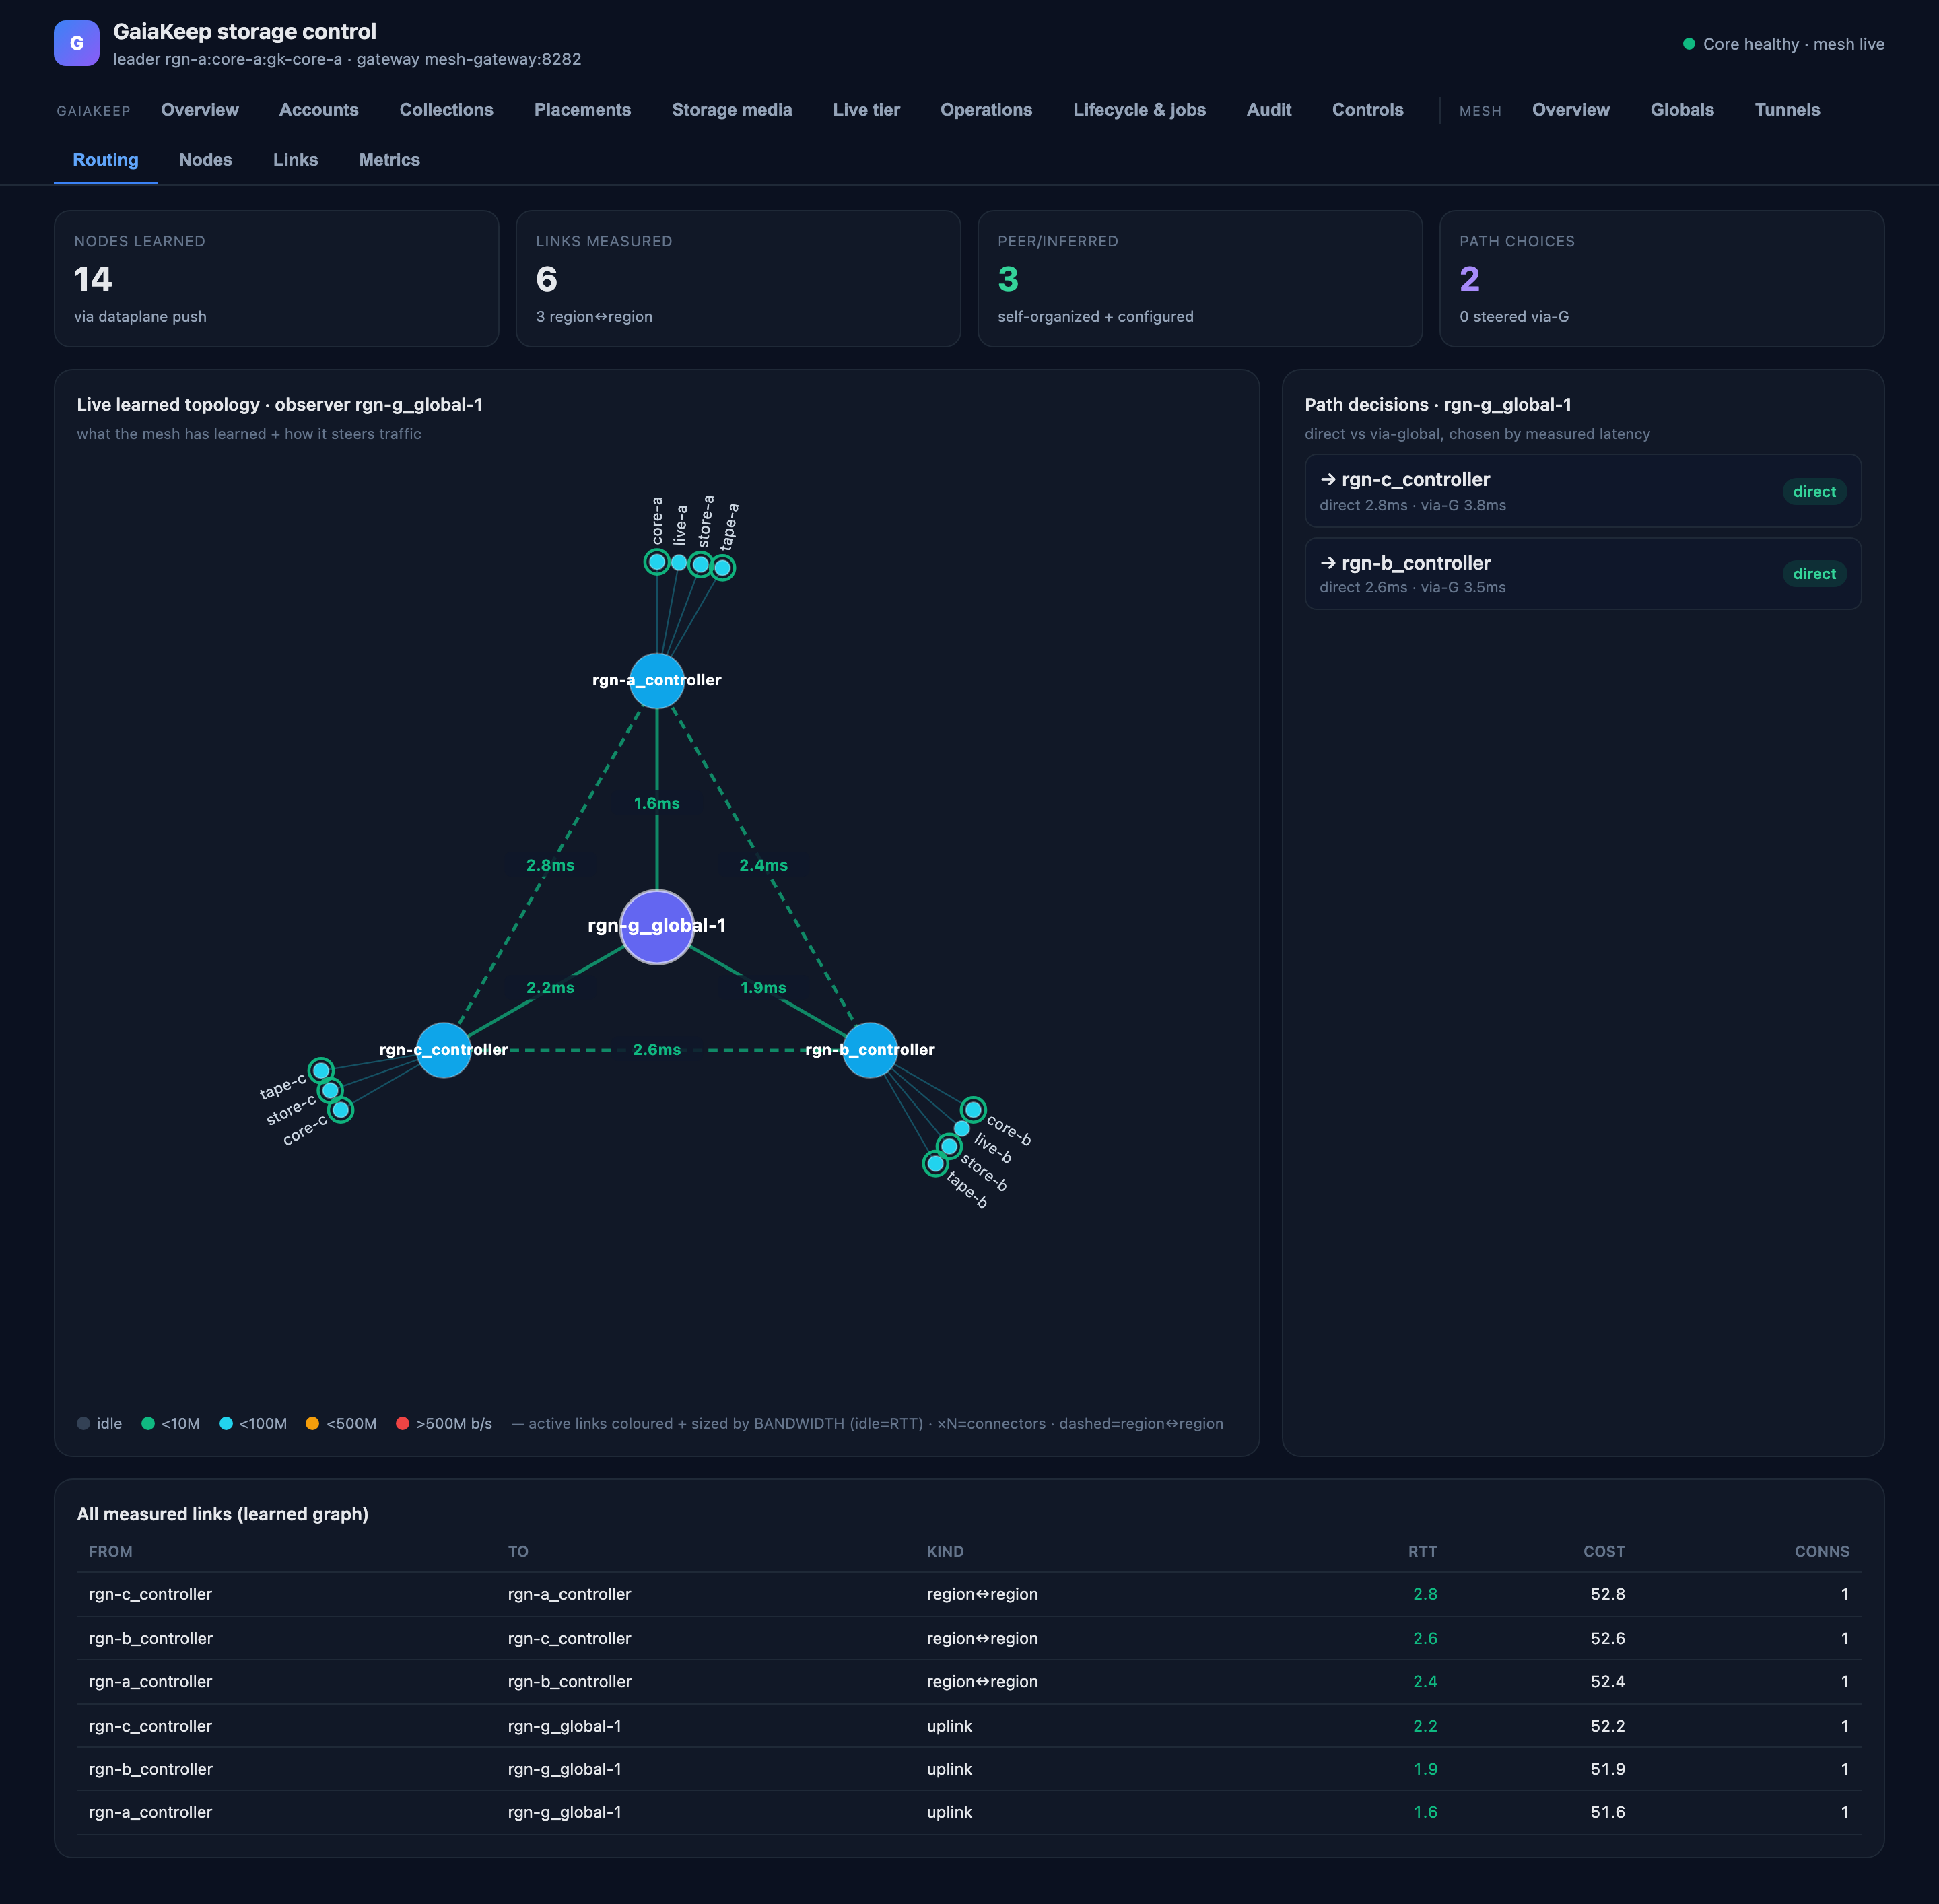 G
GaiaKeep storage control
leader rgn-a:core-a:gk-core-a · gateway mesh-gateway:8282
Core healthy · mesh live
GAIAKEEP Overview Accounts Collections Placements Storage media Live tier Operations Lifecycle & jobs Audit Controls MESH Overview Globals Tunnels
Routing Nodes Links Metrics
NODES LEARNED
14
via dataplane push
LINKS MEASURED
6
3 region↔region
PEER/INFERRED
3
self-organized + configured
PATH CHOICES
2
0 steered via-G
Live learned topology · observer rgn-g_global-1
what the mesh has learned + how it steers traffic
core-a
live-a
store-a
tape-a
rgn-a_controller
1.6ms
2.8ms
2.4ms
rgn-g_global-1
2.2ms
1.9ms
rgn-c_controller
2.6ms
rgn-b_controller
tape-c
store-c
core-c
core-b
live-b
store-b
tape-b
idle <10M <100M <500M >500M b/s — active links coloured + sized by BANDWIDTH (idle=RTT) · ×N=connectors · dashed=region↔region
Path decisions · rgn-g_global-1
direct vs via-global, chosen by measured latency
→ rgn-c_controller
direct 2.8ms · via-G 3.8ms
direct
→ rgn-b_controller
direct 2.6ms · via-G 3.5ms
direct
All measured links (learned graph)
FROM TO KIND RTT COST CONNS
rgn-c_controller rgn-a_controller region↔region 2.8 52.8 1
rgn-b_controller rgn-c_controller region↔region 2.6 52.6 1
rgn-a_controller rgn-b_controller region↔region 2.4 52.4 1
rgn-c_controller rgn-g_global-1 uplink 2.2 52.2 1
rgn-b_controller rgn-g_global-1 uplink 1.9 51.9 1
rgn-a_controller rgn-g_global-1 uplink 1.6 51.6 1